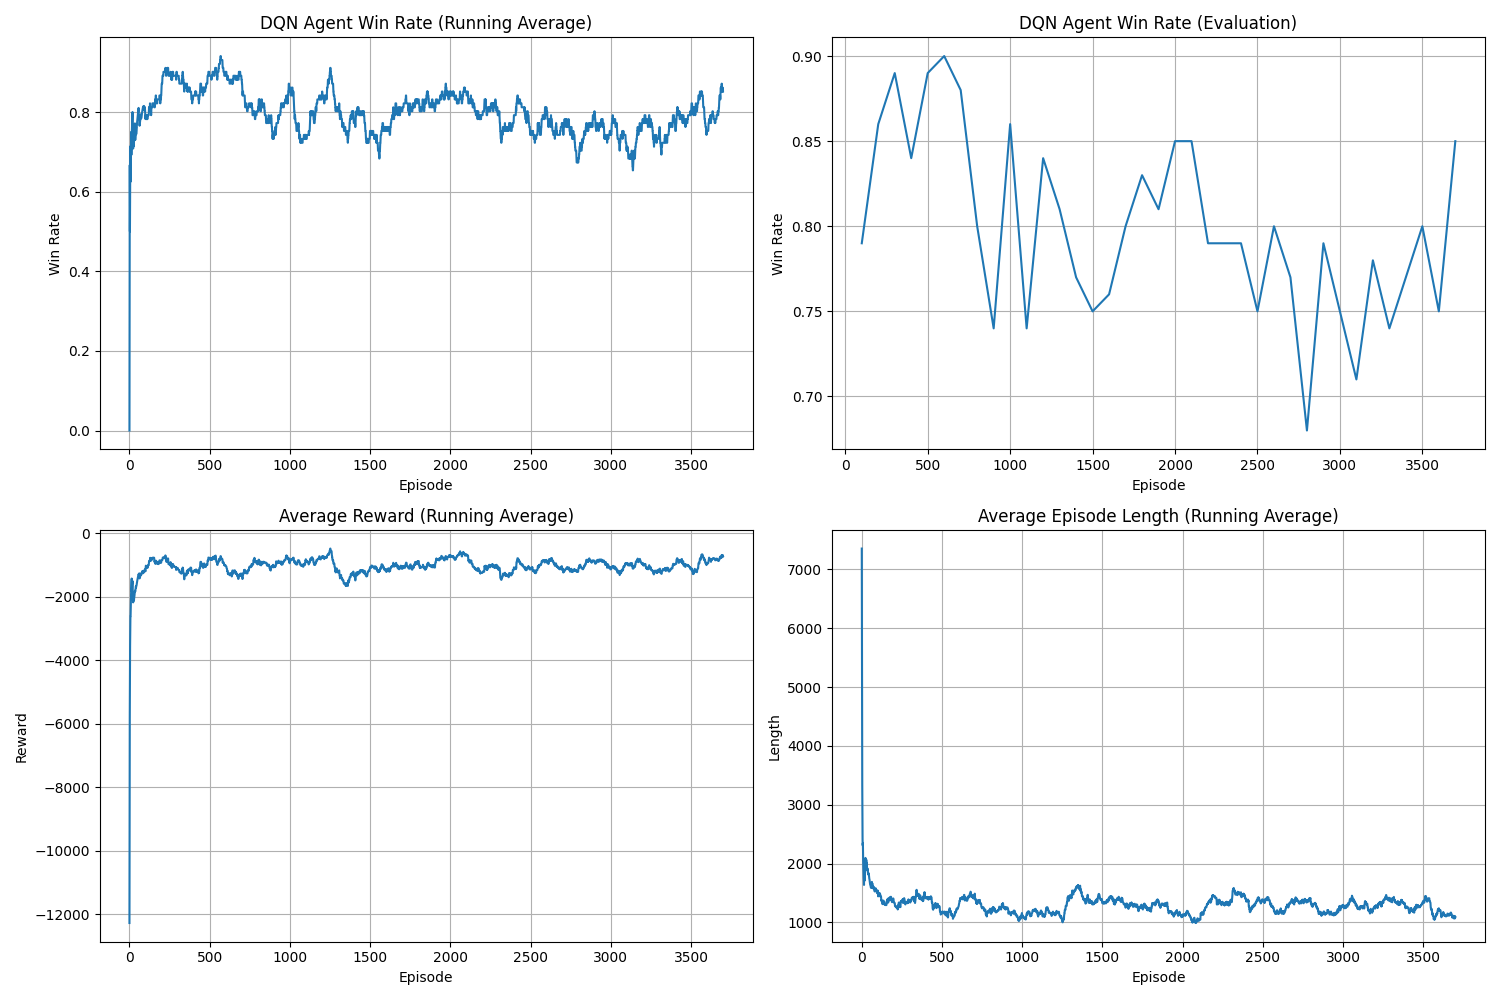 DQN Agent Win Rate (Running Average)
Win Rate
0.8
0.6
0.4
0.2
0.0
0 500 1000 1500 2000 2500 3000 3500
Episode
DQN Agent Win Rate (Evaluation)
Win Rate
0.90
0.85
0.80
0.75
0.70
0 500 1000 1500 2000 2500 3000 3500
Episode
Average Reward (Running Average)
Reward
0
−2000
−4000
−6000
−8000
−10000
−12000
0 500 1000 1500 2000 2500 3000 3500
Episode
Average Episode Length (Running Average)
Length
7000
6000
5000
4000
3000
2000
1000
0 500 1000 1500 2000 2500 3000 3500
Episode